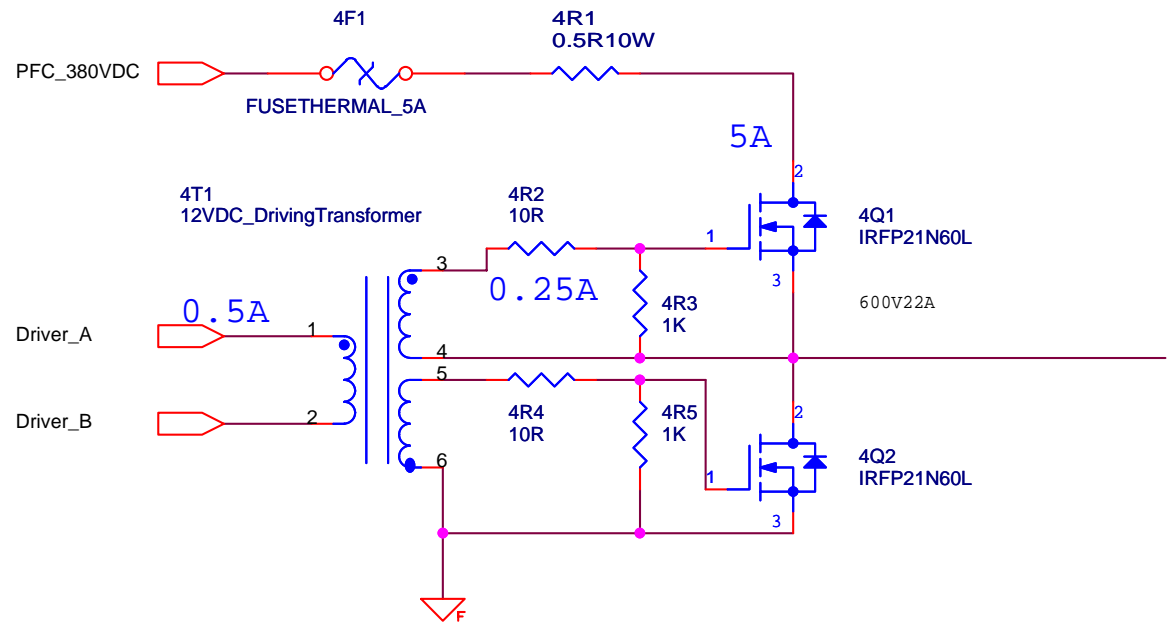 4F1
4R1
0.5R10W
PFC_380VDC
FUSETHERMAL_5A
5A
2
4T1
12VDC_DrivingTransformer
4R2
10R
1
4Q1
IRFP21N60L
3
3
0.25A
4R3
1K
600V22A
0.5A
Driver_A
1
4
5
2
4R4
10R
4R5
1K
Driver_B
2
6
1
4Q2
IRFP21N60L
3
F